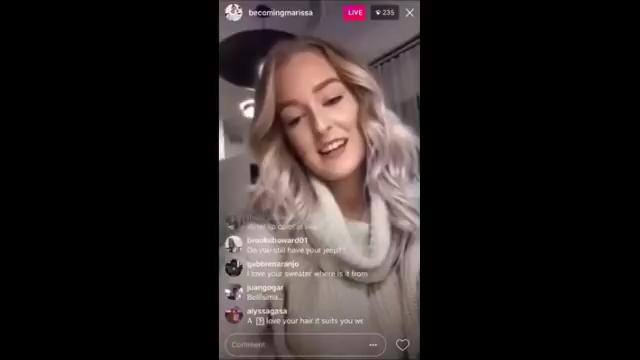 becomingmarissa LIVE 235
brookehoward01
Do you still have your jeep?
gabbrenaranjo
I love your sweater where is it from
juangogar
Bellisima...
alyssagasa
A ? love your hair it suits you we
Comment